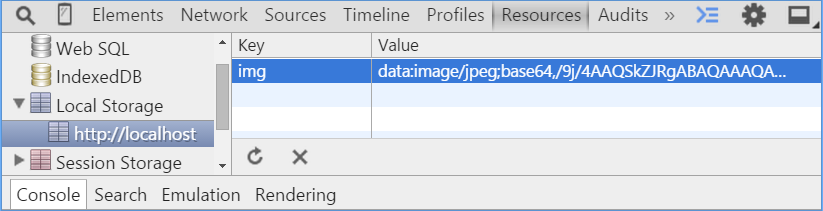 Elements Network Sources Timeline Profiles Resources Audits »
Web SQL
IndexedDB
Local Storage
http://localhost
Session Storage
Key Value
img data:image/jpeg;base64,/9j/4AAQSkZJRgABAQAAAQA...
Console Search Emulation Rendering